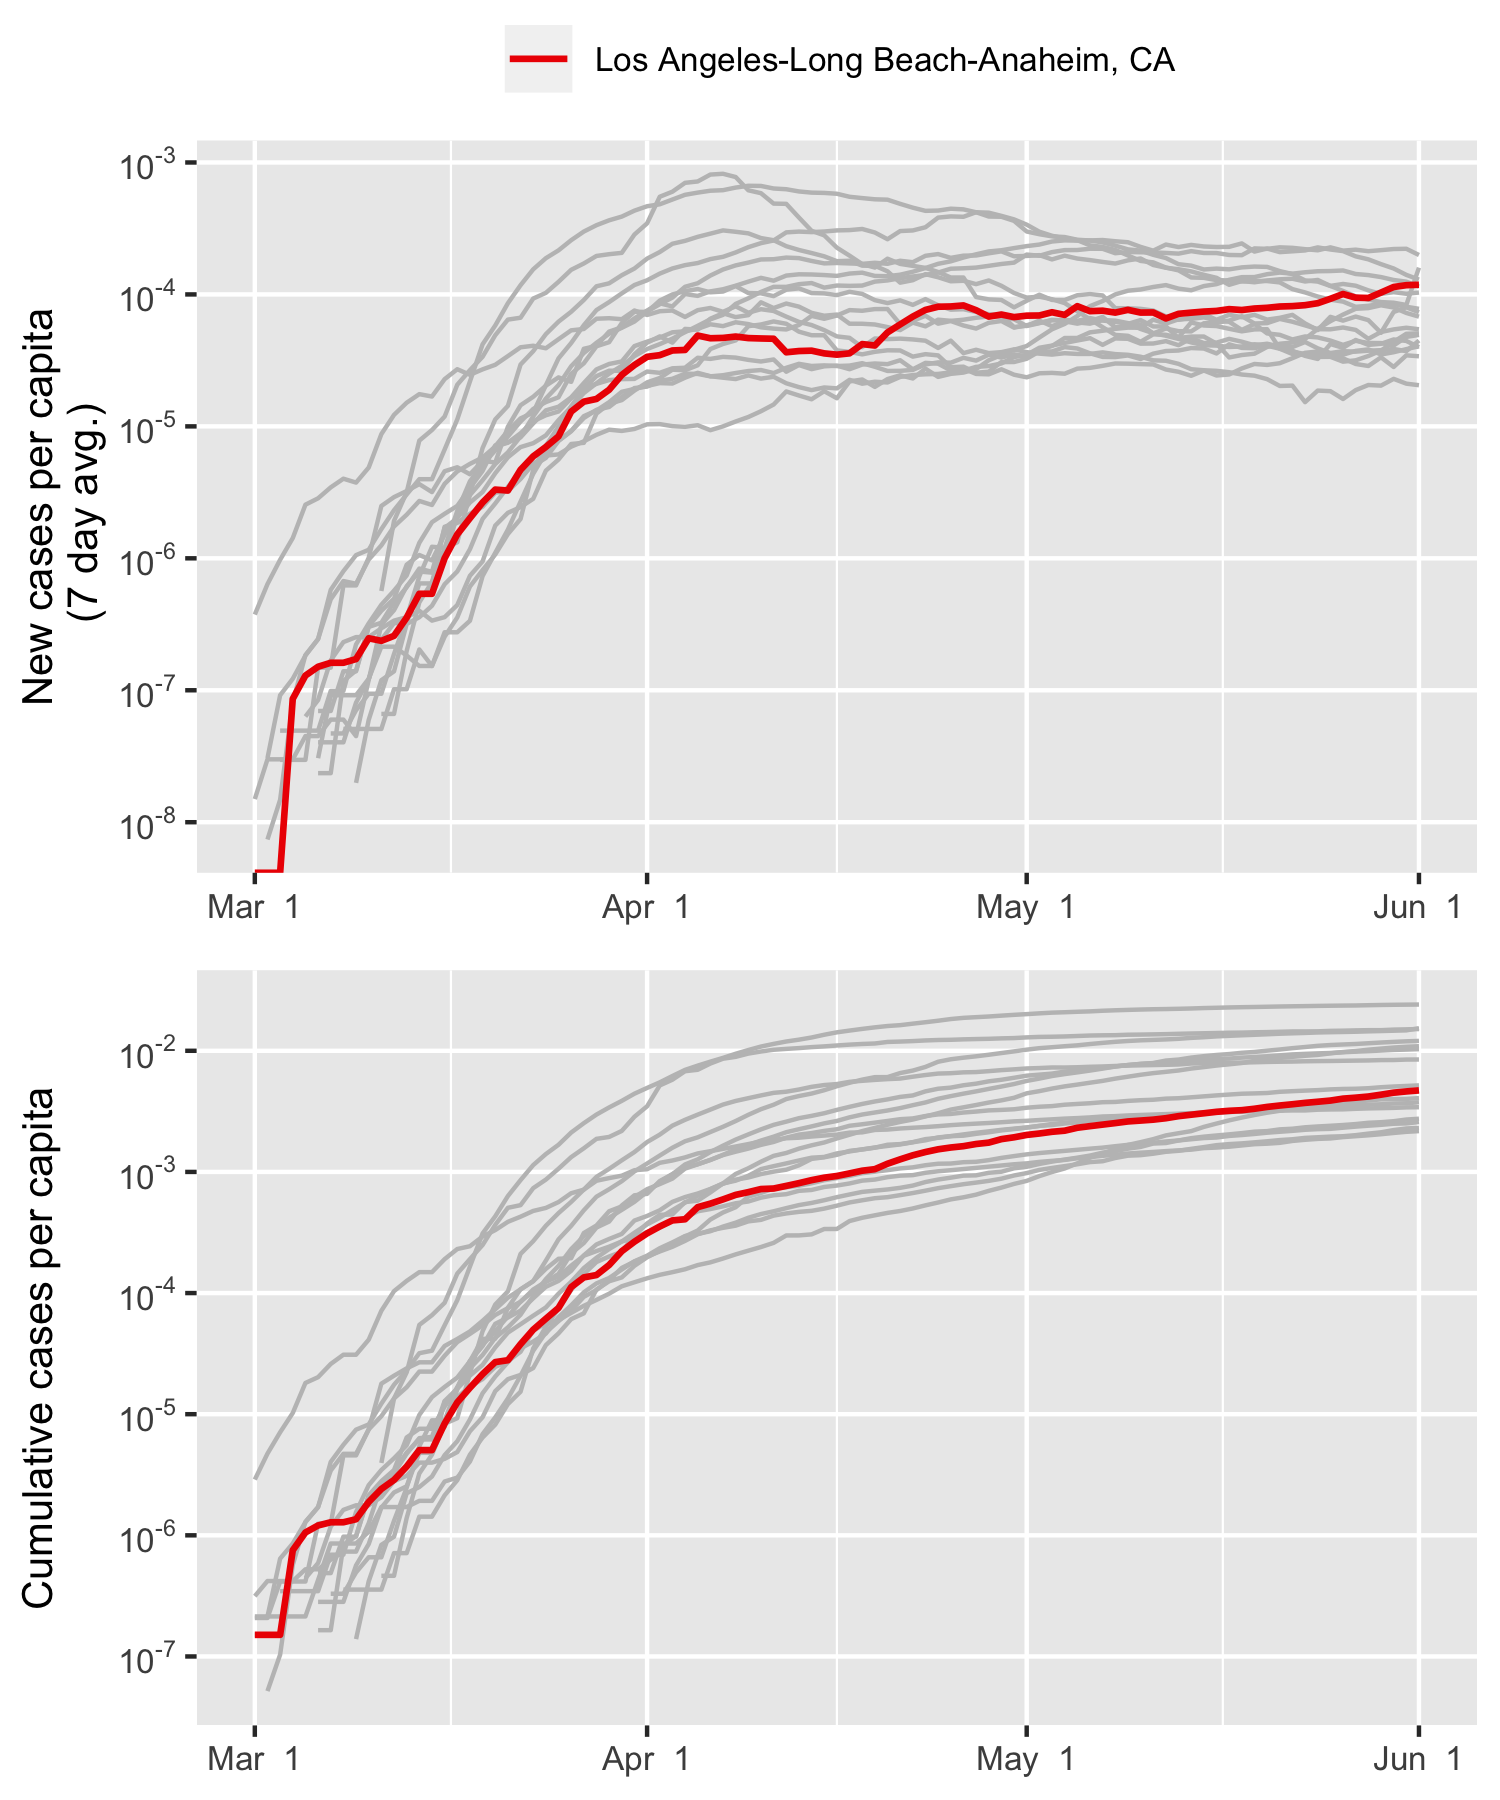 Los Angeles-Long Beach-Anaheim, CA
New cases per capita
(7 day avg.)
10⁻³
10⁻⁴
10⁻⁵
10⁻⁶
10⁻⁷
10⁻⁸
Mar 1 Apr 1 May 1 Jun 1
Cumulative cases per capita
10⁻²
10⁻³
10⁻⁴
10⁻⁵
10⁻⁶
10⁻⁷
Mar 1 Apr 1 May 1 Jun 1